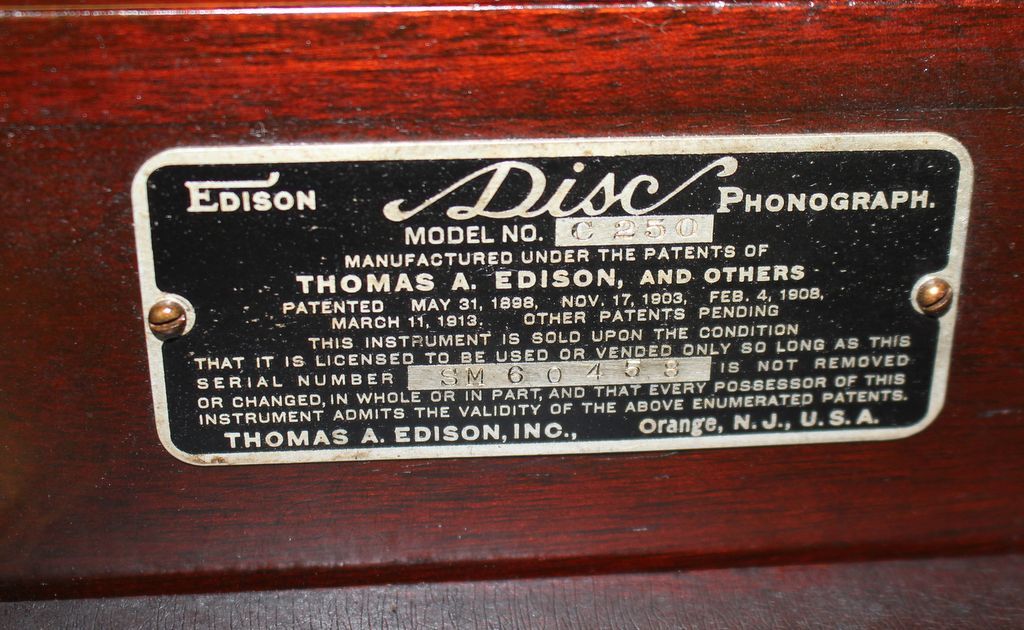 EDISON Disc PHONOGRAPH.
MODEL NO. C 250
MANUFACTURED UNDER THE PATENTS OF
THOMAS A. EDISON, AND OTHERS
PATENTED MAY 31, 1898, NOV. 17, 1903, FEB. 4, 1908,
MARCH 11, 1913. OTHER PATENTS PENDING
THIS INSTRUMENT IS SOLD UPON THE CONDITION
THAT IT IS LICENSED TO BE USED OR VENDED ONLY SO LONG AS THIS
SERIAL NUMBER SM 60453 IS NOT REMOVED
OR CHANGED, IN WHOLE OR IN PART, AND THAT EVERY POSSESSOR OF THIS
INSTRUMENT ADMITS THE VALIDITY OF THE ABOVE ENUMERATED PATENTS.
THOMAS A. EDISON, INC., Orange, N.J., U.S.A.